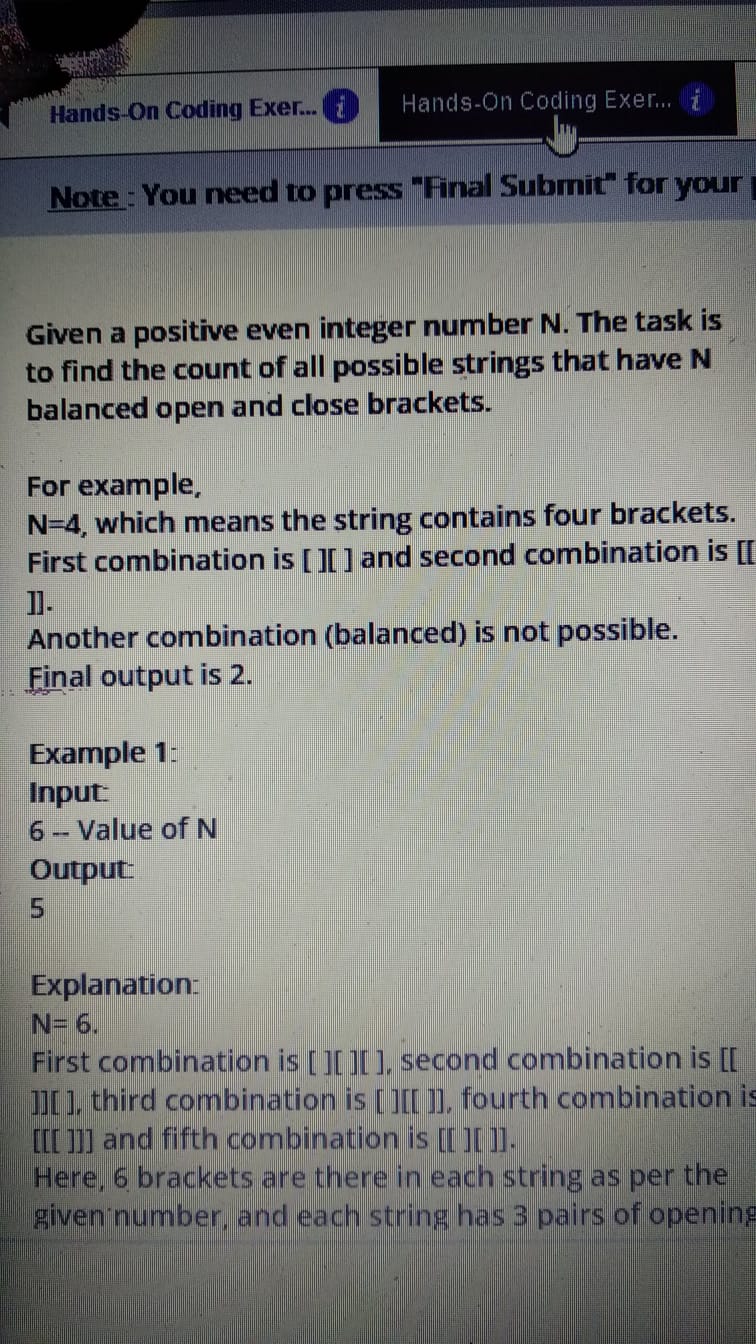 Hands-On Coding Exer... i
Hands-On Coding Exer... i
Note : You need to press "Final Submit" for your
Given a positive even integer number N. The task is
to find the count of all possible strings that have N
balanced open and close brackets.
For example,
N=4, which means the string contains four brackets.
First combination is [ ][ ] and second combination is [[
]].
Another combination (balanced) is not possible.
Final output is 2.
Example 1:
Input:
6 -- Value of N
Output:
5
Explanation:
N= 6.
First combination is [ ][ ][ ], second combination is [[
]][ ], third combination is [ ][[ ]], fourth combination is
[[[ ]]] and fifth combination is [[ ][ ]].
Here, 6 brackets are there in each string as per the
given number, and each string has 3 pairs of opening